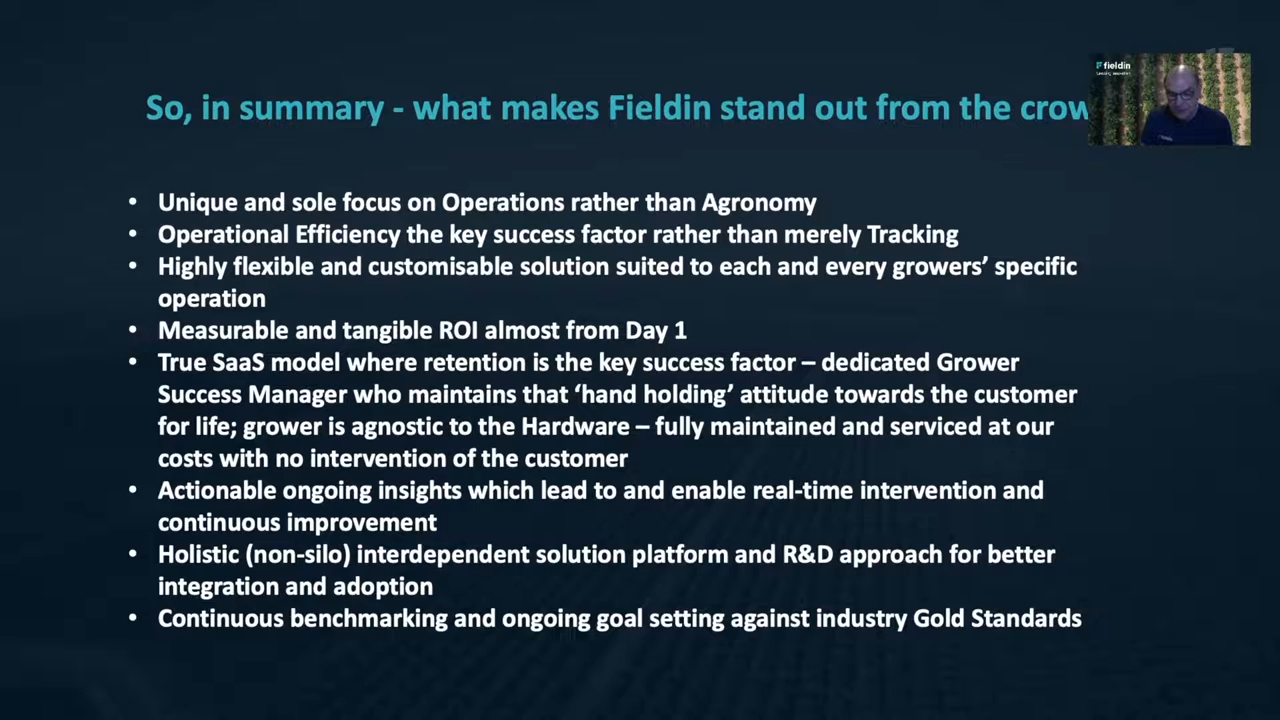 So, in summary - what makes Fieldin stand out from the crow
fieldin
• Unique and sole focus on Operations rather than Agronomy
• Operational Efficiency the key success factor rather than merely Tracking
• Highly flexible and customisable solution suited to each and every growers’ specific
operation
• Measurable and tangible ROI almost from Day 1
• True SaaS model where retention is the key success factor – dedicated Grower
Success Manager who maintains that ‘hand holding’ attitude towards the customer
for life; grower is agnostic to the Hardware – fully maintained and serviced at our
costs with no intervention of the customer
• Actionable ongoing insights which lead to and enable real-time intervention and
continuous improvement
• Holistic (non-silo) interdependent solution platform and R&D approach for better
integration and adoption
• Continuous benchmarking and ongoing goal setting against industry Gold Standards